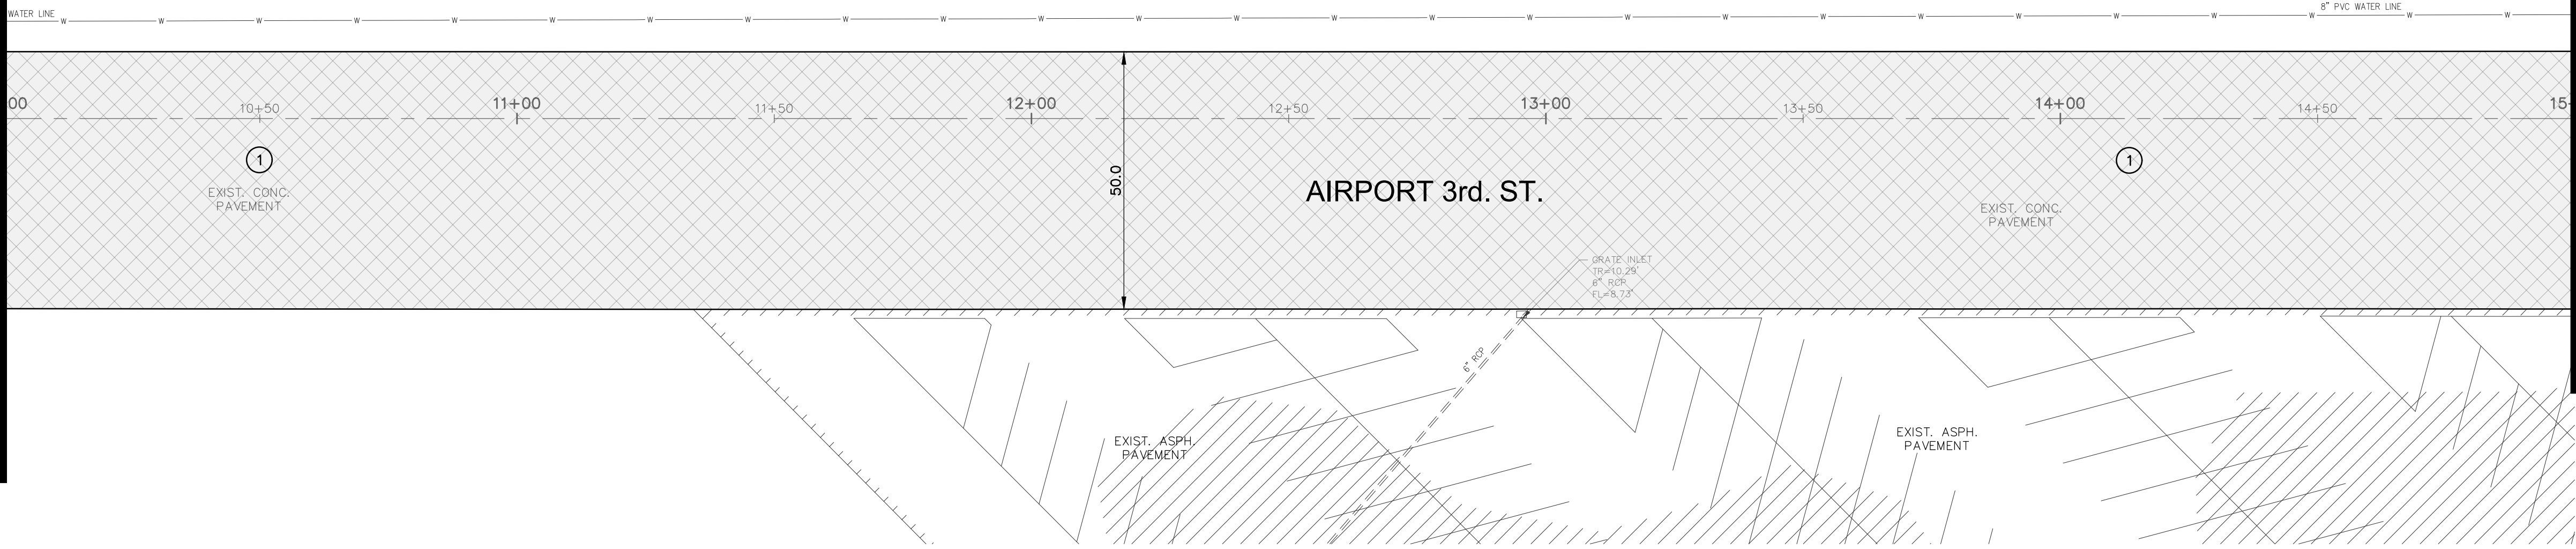 WATER LINE
W W W W W W W W W W W W W W W W W W W W W W W W W W
8" PVC WATER LINE
00
10+50
11+00
11+50
12+00
12+50
13+00
13+50
14+00
14+50
15+
1
EXIST. CONC.
PAVEMENT
50.0
AIRPORT 3rd. ST.
1
EXIST. CONC.
PAVEMENT
GRATE INLET
TR=10.29'
6" RCP
FL=8.73'
6" RCP
EXIST. ASPH.
PAVEMENT
EXIST. ASPH.
PAVEMENT